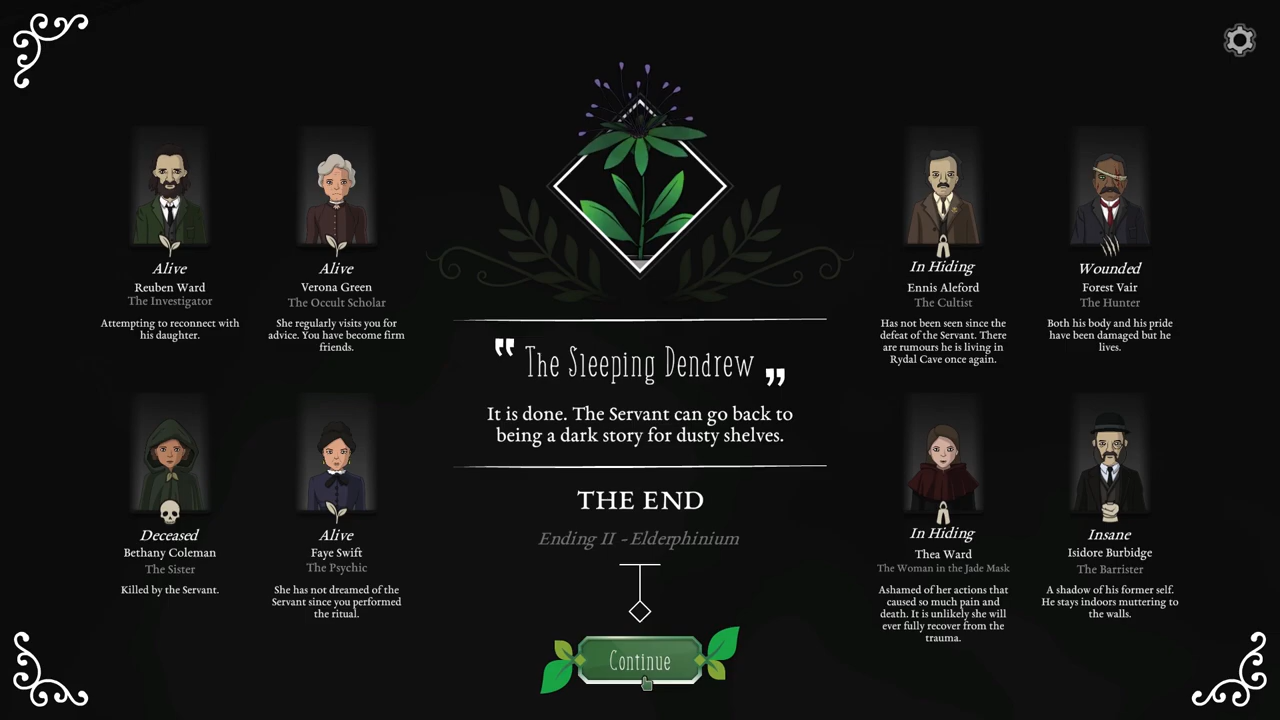 Alive
Reuben Ward
The Investigator
Attempting to reconnect with
his daughter.
Alive
Verona Green
The Occult Scholar
She regularly visits you for
advice. You have become firm
friends.
Deceased
Bethany Coleman
The Sister
Killed by the Servant.
Alive
Faye Swift
The Psychic
She has not dreamed of the
Servant since you performed
the ritual.
" The Sleeping Dendrew "
It is done. The Servant can go back to
being a dark story for dusty shelves.
THE END
Ending II - Elderphinium
Continue
In Hiding
Ennis Aleford
The Cultist
Has not been seen since the
defeat of the Servant. There
are rumours he is living in
Rydal Cave once again.
Wounded
Forest Vair
The Hunter
Both his body and his pride
have been damaged but he
lives.
In Hiding
Thea Ward
The Woman in the Jade Mask
Ashamed of her actions that
caused so much pain and
death. It is unlikely she will
ever fully recover from the
trauma.
Insane
Isidore Burbidge
The Barrister
A shadow of his former self.
He stays indoors muttering to
the walls.